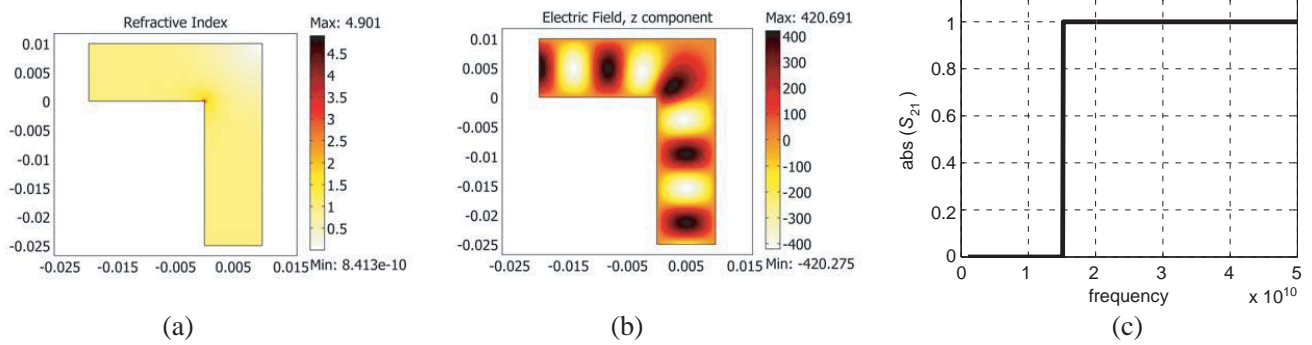 Refractive Index
Max: 4.901
0.01
0.005
0
-0.005
-0.01
-0.015
-0.02
-0.025
-0.025 -0.015 0.005 0.015
4.5
4
3.5
3
2.5
2
1.5
1
0.5
Min: 8.413e-10
(a)
Electric Field, z component
Max: 420.691
0.01
0.005
0
-0.005
-0.01
-0.015
-0.02
-0.025
-0.025 -0.015 0.005 0.015
400
300
200
100
0
-100
-200
-300
-400
Min: -420.275
(b)
abs (S21)
1
0.8
0.6
0.4
0.2
0
0 1 2 3 4 5
frequency
x 10^10
(c)